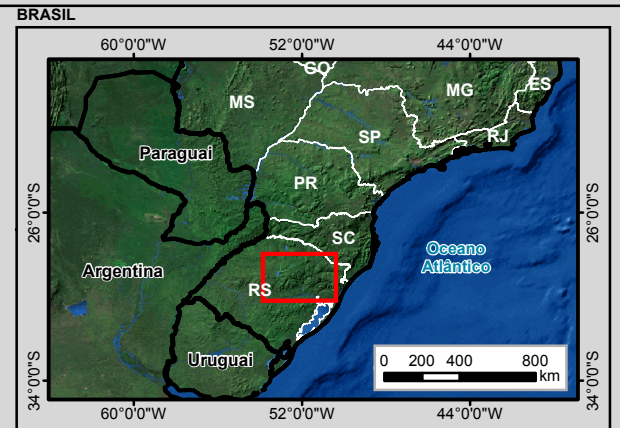 BRASIL
60°0'0"W 52°0'0"W 44°0'0"W
GO
MG
ES
MS
SP
RJ
Paraguai
PR
26°0'0"S
26°0'0"S
SC
Oceano
Atlântico
Argentina
RS
Uruguai
0 200 400 800
km
34°0'0"S
34°0'0"S
60°0'0"W 52°0'0"W 44°0'0"W